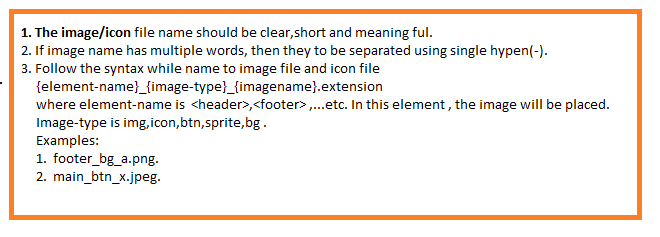 1. The image/icon file name should be clear,short and meaning ful.
2. If image name has multiple words, then they to be separated using single hypen(-).
3. Follow the syntax while name to image file and icon file
{element-name}_{image-type}_{imagename}.extension
where element-name is <header>,<footer> ,...etc. In this element , the image will be placed.
Image-type is img,icon,btn,sprite,bg .
Examples:
1. footer_bg_a.png.
2. main_btn_x.jpeg.